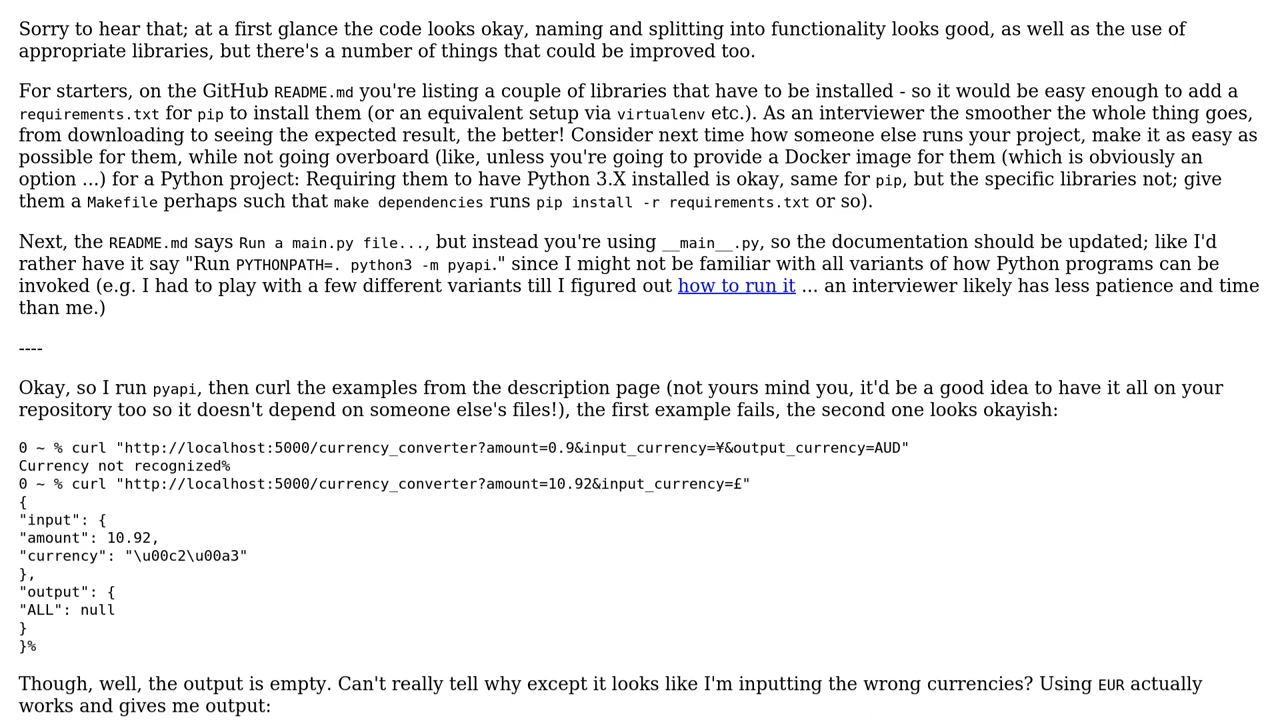 Sorry to hear that; at a first glance the code looks okay, naming and splitting into functionality looks good, as well as the use of
appropriate libraries, but there's a number of things that could be improved too.
For starters, on the GitHub README.md you're listing a couple of libraries that have to be installed - so it would be easy enough to add a
requirements.txt for pip to install them (or an equivalent setup via virtualenv etc.). As an interviewer the smoother the whole thing goes,
from downloading to seeing the expected result, the better! Consider next time how someone else runs your project, make it as easy as
possible for them, while not going overboard (like, unless you're going to provide a Docker image for them (which is obviously an
option ...) for a Python project: Requiring them to have Python 3.X installed is okay, same for pip, but the specific libraries not; give
them a Makefile perhaps such that make dependencies runs pip install -r requirements.txt or so).
Next, the README.md says Run a main.py file..., but instead you're using __main__.py, so the documentation should be updated; like I'd
rather have it say "Run PYTHONPATH=. python3 -m pyapi." since I might not be familiar with all variants of how Python programs can be
invoked (e.g. I had to play with a few different variants till I figured out how to run it ... an interviewer likely has less patience and time
than me.)
----
Okay, so I run pyapi, then curl the examples from the description page (not yours mind you, it'd be a good idea to have it all on your
repository too so it doesn't depend on someone else's files!), the first example fails, the second one looks okayish:
0 ~ % curl "http://localhost:5000/currency_converter?amount=0.9&input_currency=¥&output_currency=AUD"
Currency not recognized%
0 ~ % curl "http://localhost:5000/currency_converter?amount=10.92&input_currency=£"
{
"input": {
"amount": 10.92,
"currency": "\u00c2\u00a3"
},
"output": {
"ALL": null
}
}%
Though, well, the output is empty. Can't really tell why except it looks like I'm inputting the wrong currencies? Using EUR actually
works and gives me output: